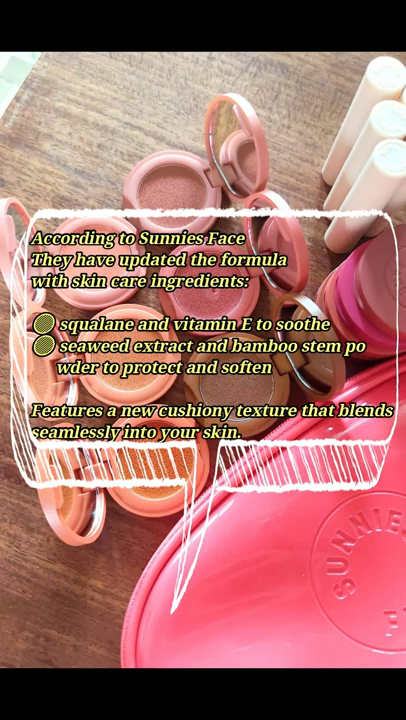 According to Sunnies Face
They have updated the formula
with skin care ingredients:
squalane and vitamin E to soothe
seaweed extract and bamboo stem po
wder to protect and soften
Features a new cushiony texture that blends
seamlessly into your skin.
SUNNIES
F